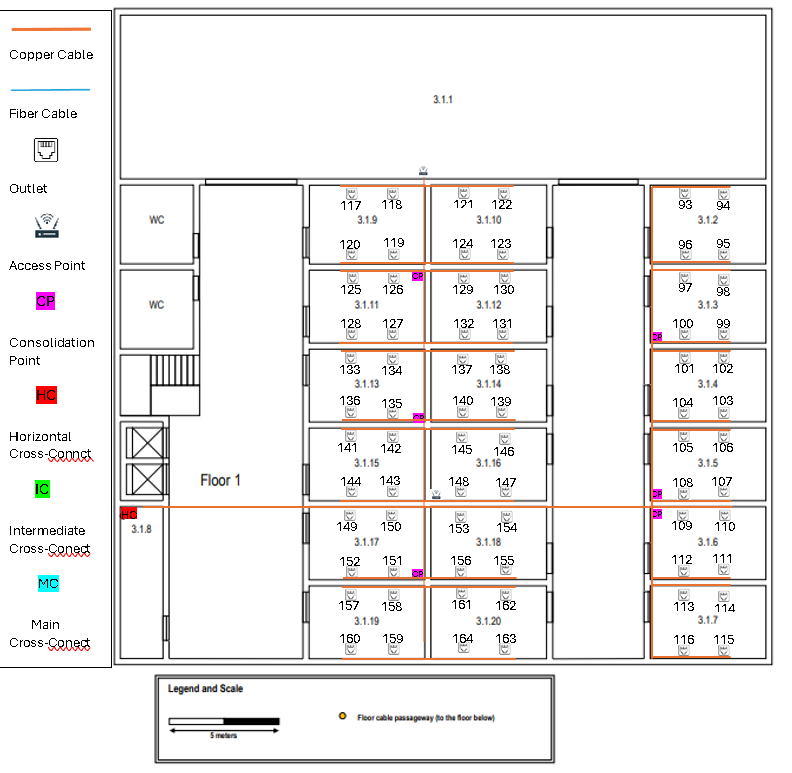 Copper Cable
Fiber Cable
Outlet
Access Point
CP
Consolidation
Point
HC
Horizontal
Cross-Connct
IC
Intermediate
Cross-Conect
MC
Main
Cross-Conect
3.1.1
WC
117 118 121 122 93 94
3.1.9 3.1.10 3.1.2
120 119 124 123 96 95
WC
CP
125 126 129 130 97 98
3.1.11 3.1.12 3.1.3
128 127 132 131 100 99
CP
133 134 137 138 101 102
3.1.13 3.1.14 3.1.4
136 135 140 139 104 103
CP
141 142 145 146 105 106
3.1.15 3.1.16 3.1.5
Floor 1
144 143 148 147 108 107
CP
HC CP
3.1.8
149 150 153 154 109 110
3.1.17 3.1.18 3.1.6
152 151 156 155 112 111
CP
157 158 161 162 113 114
3.1.19 3.1.20 3.1.7
160 159 164 163 116 115
Legend and Scale
5 meters
Floor cable passageway (to the floor below)